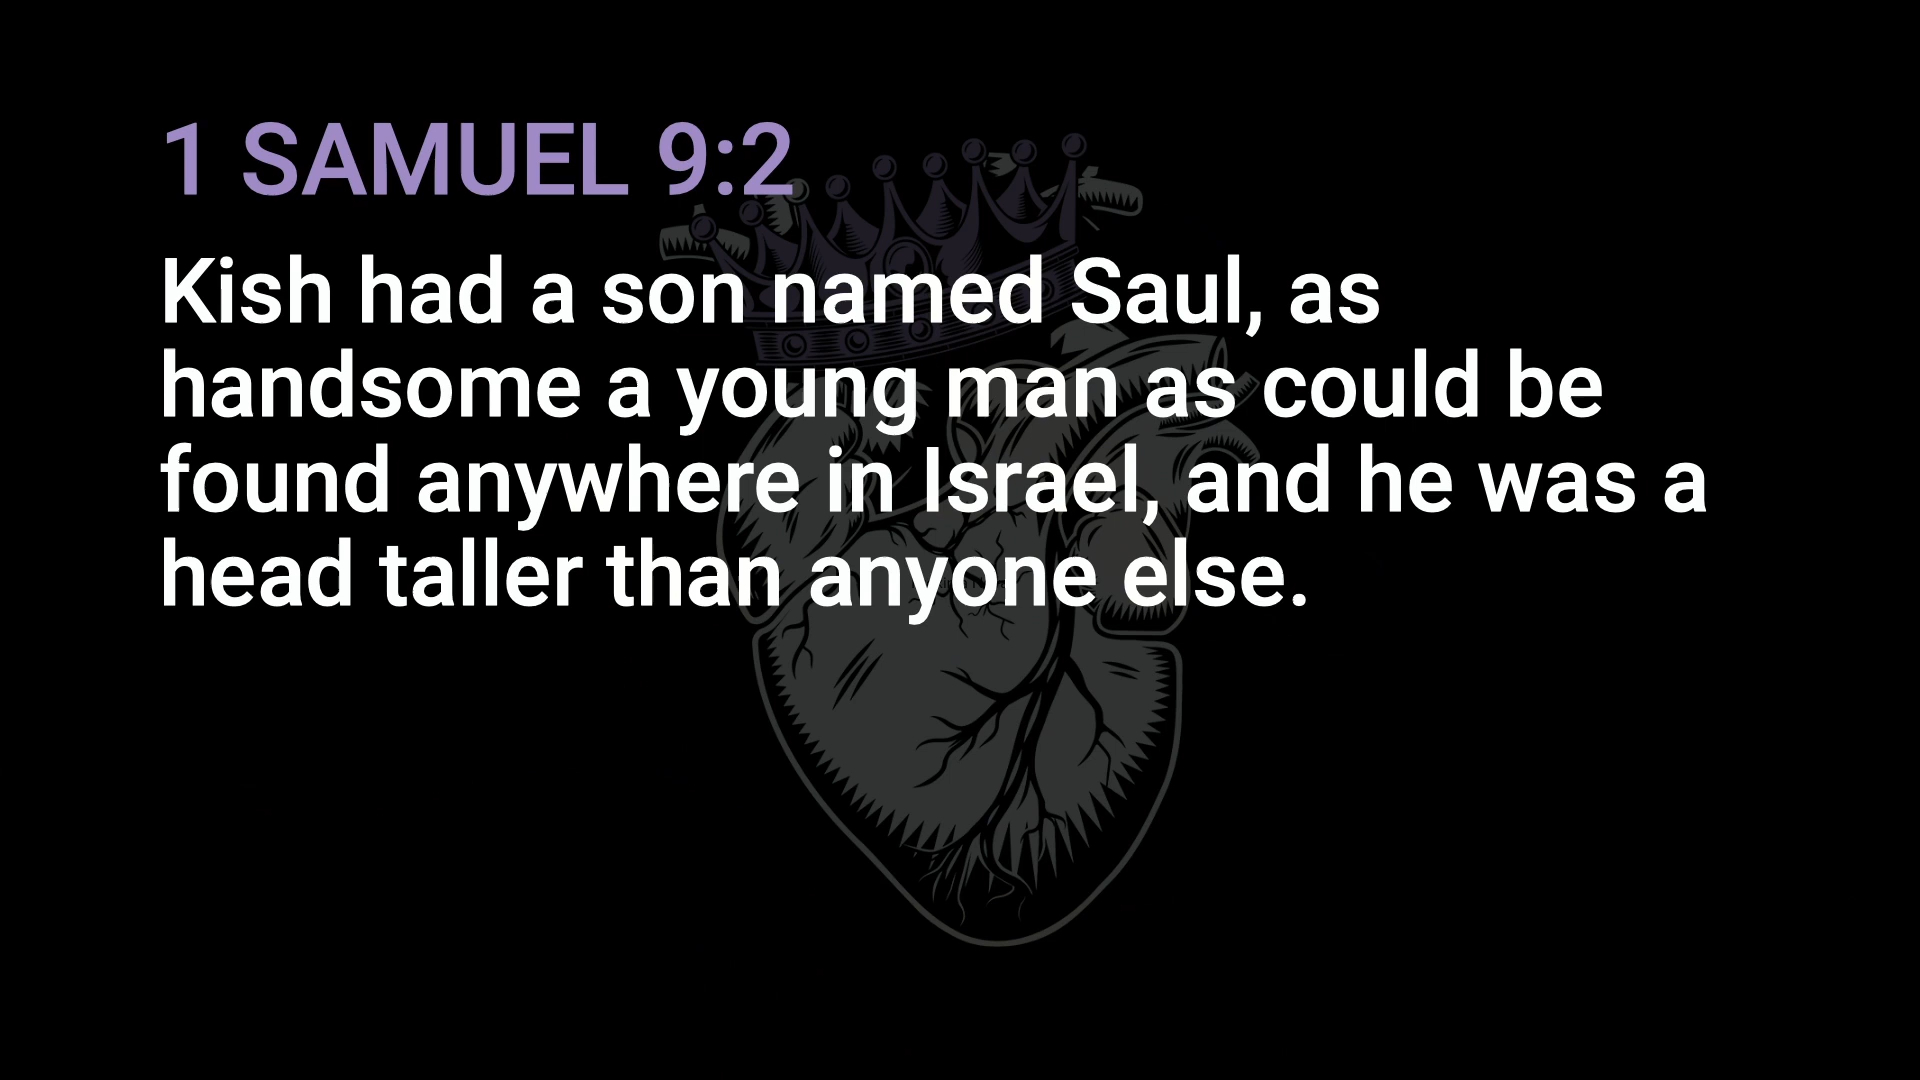 1 SAMUEL 9:2
Kish had a son named Saul, as
handsome a young man as could be
found anywhere in Israel, and he was a
head taller than anyone else.